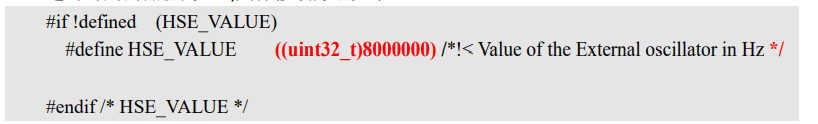 #if !defined (HSE_VALUE)
#define HSE_VALUE ((uint32_t)8000000) /*!< Value of the External oscillator in Hz */
#endif /* HSE_VALUE */